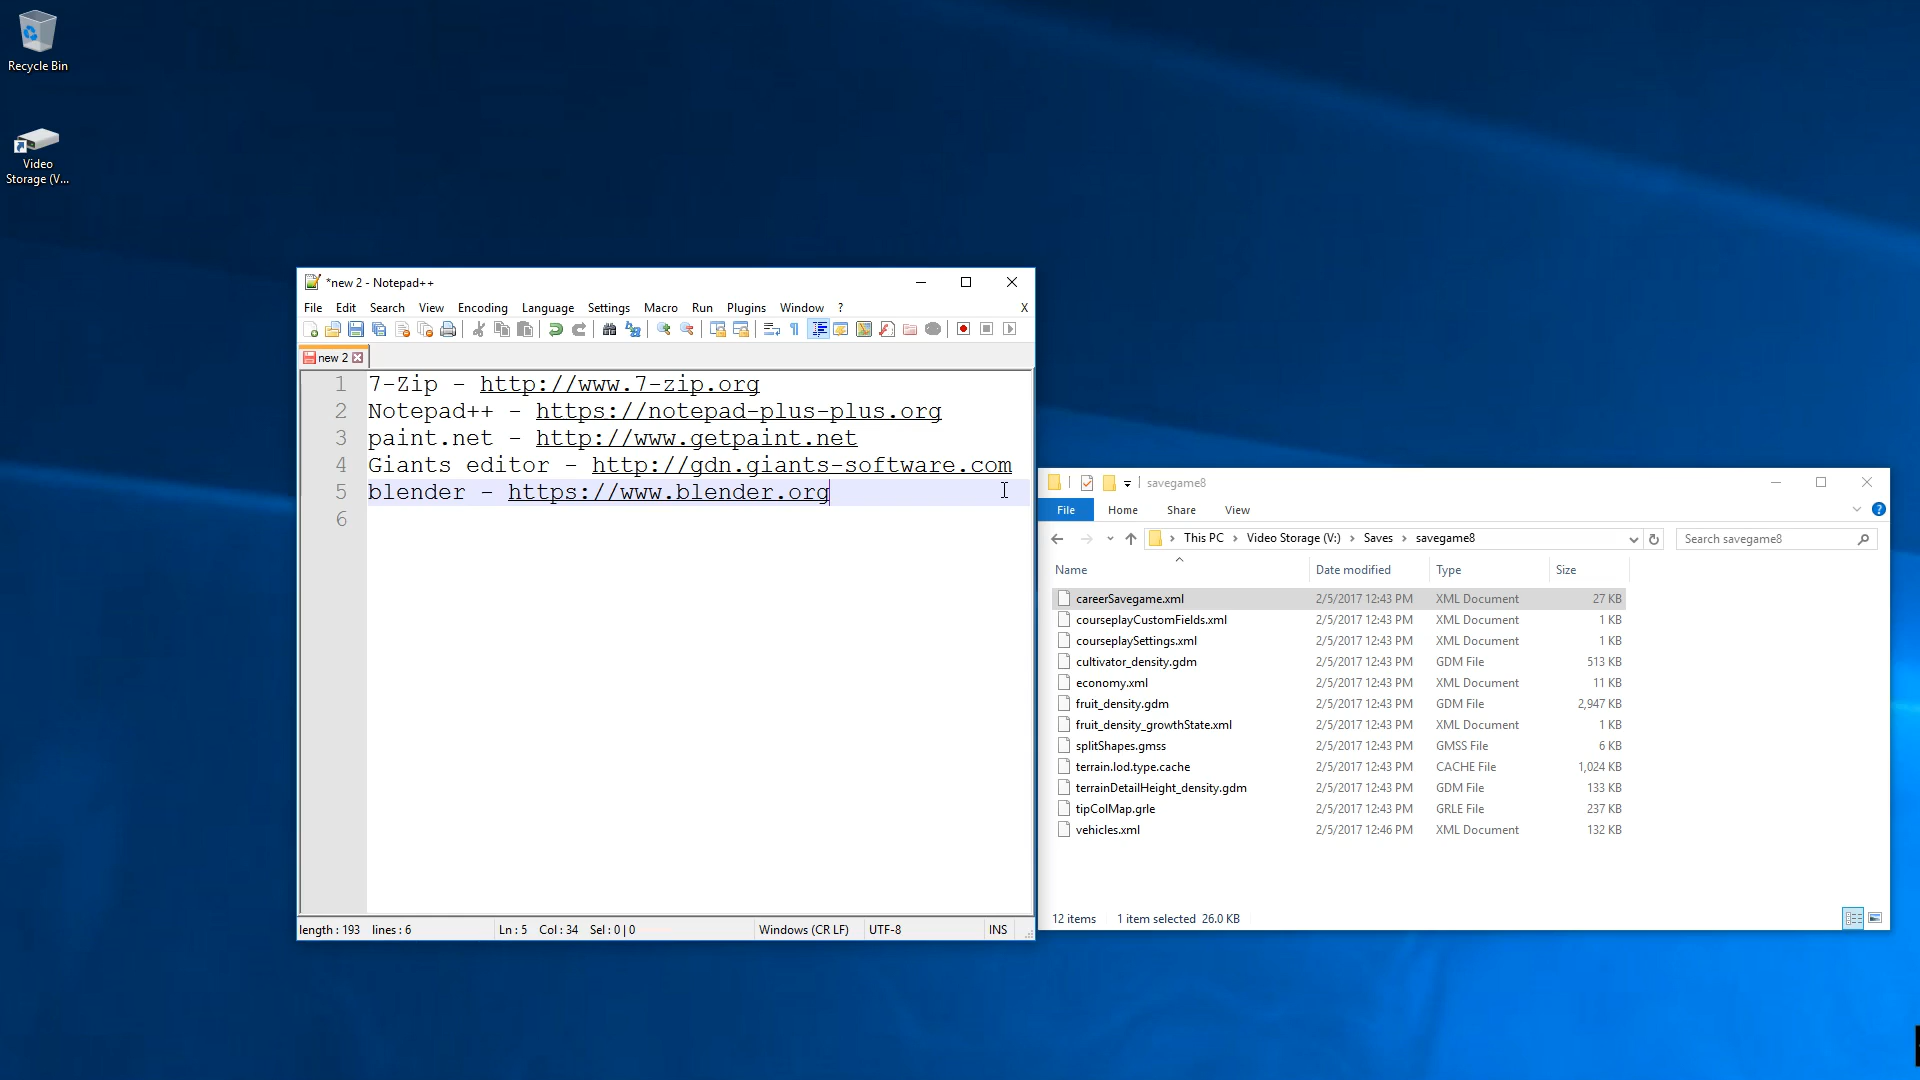 Recycle Bin
Video
Storage (V...
*new 2 - Notepad++
File Edit Search View Encoding Language Settings Macro Run Plugins Window ? X
new 2
1 7-Zip - http://www.7-zip.org
2 Notepad++ - https://notepad-plus-plus.org
3 paint.net - http://www.getpaint.net
4 Giants editor - http://gdn.giants-software.com
5 blender - https://www.blender.org
6
length : 193 lines : 6 Ln : 5 Col : 34 Sel : 0 | 0 Windows (CR LF) UTF-8 INS
savegame8
File Home Share View
This PC Video Storage (V:) Saves savegame8 Search savegame8
Name Date modified Type Size
careerSavegame.xml 2/5/2017 12:43 PM XML Document 27 KB
courseplayCustomFields.xml 2/5/2017 12:43 PM XML Document 1 KB
courseplaySettings.xml 2/5/2017 12:43 PM XML Document 1 KB
cultivator_density.gdm 2/5/2017 12:43 PM GDM File 513 KB
economy.xml 2/5/2017 12:43 PM XML Document 11 KB
fruit_density.gdm 2/5/2017 12:43 PM GDM File 2,947 KB
fruit_density_growthState.xml 2/5/2017 12:43 PM XML Document 1 KB
splitShapes.gmss 2/5/2017 12:43 PM GMSS File 6 KB
terrain.lod.type.cache 2/5/2017 12:43 PM CACHE File 1,024 KB
terrainDetailHeight_density.gdm 2/5/2017 12:43 PM GDM File 133 KB
tipColMap.grle 2/5/2017 12:43 PM GRLE File 237 KB
vehicles.xml 2/5/2017 12:46 PM XML Document 132 KB
12 items 1 item selected 26.0 KB